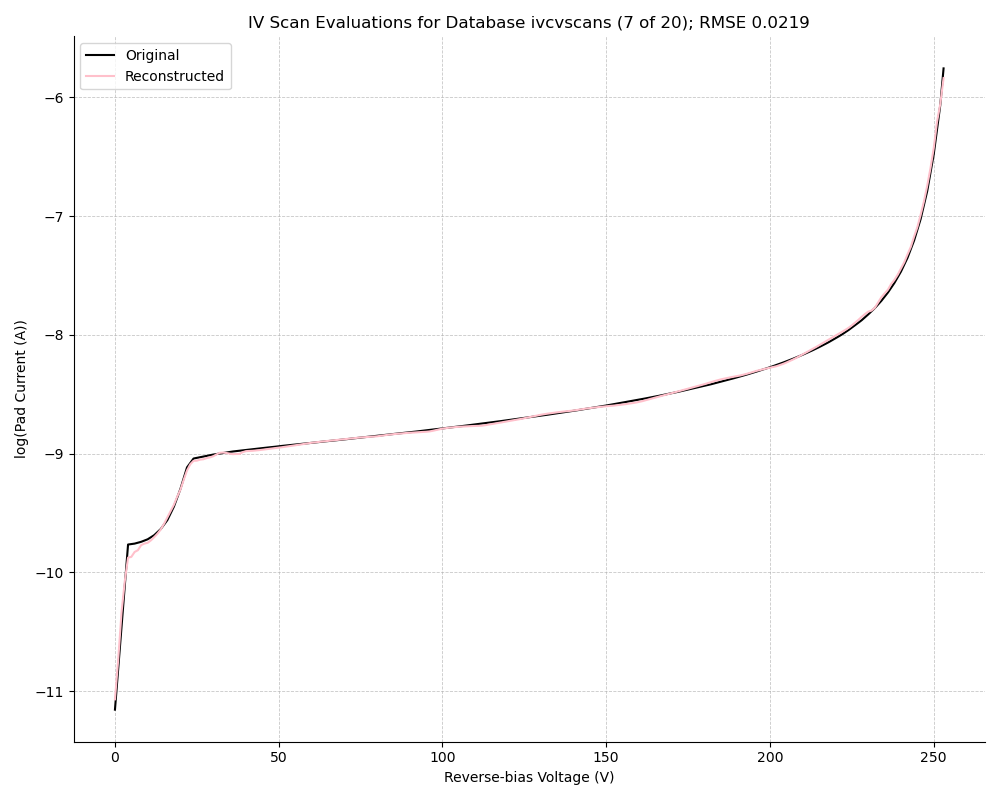 IV Scan Evaluations for Database ivcvscans (7 of 20); RMSE 0.0219
Original
Reconstructed
log(Pad Current (A))
−6
−7
−8
−9
−10
−11
0
50
100
150
200
250
Reverse-bias Voltage (V)